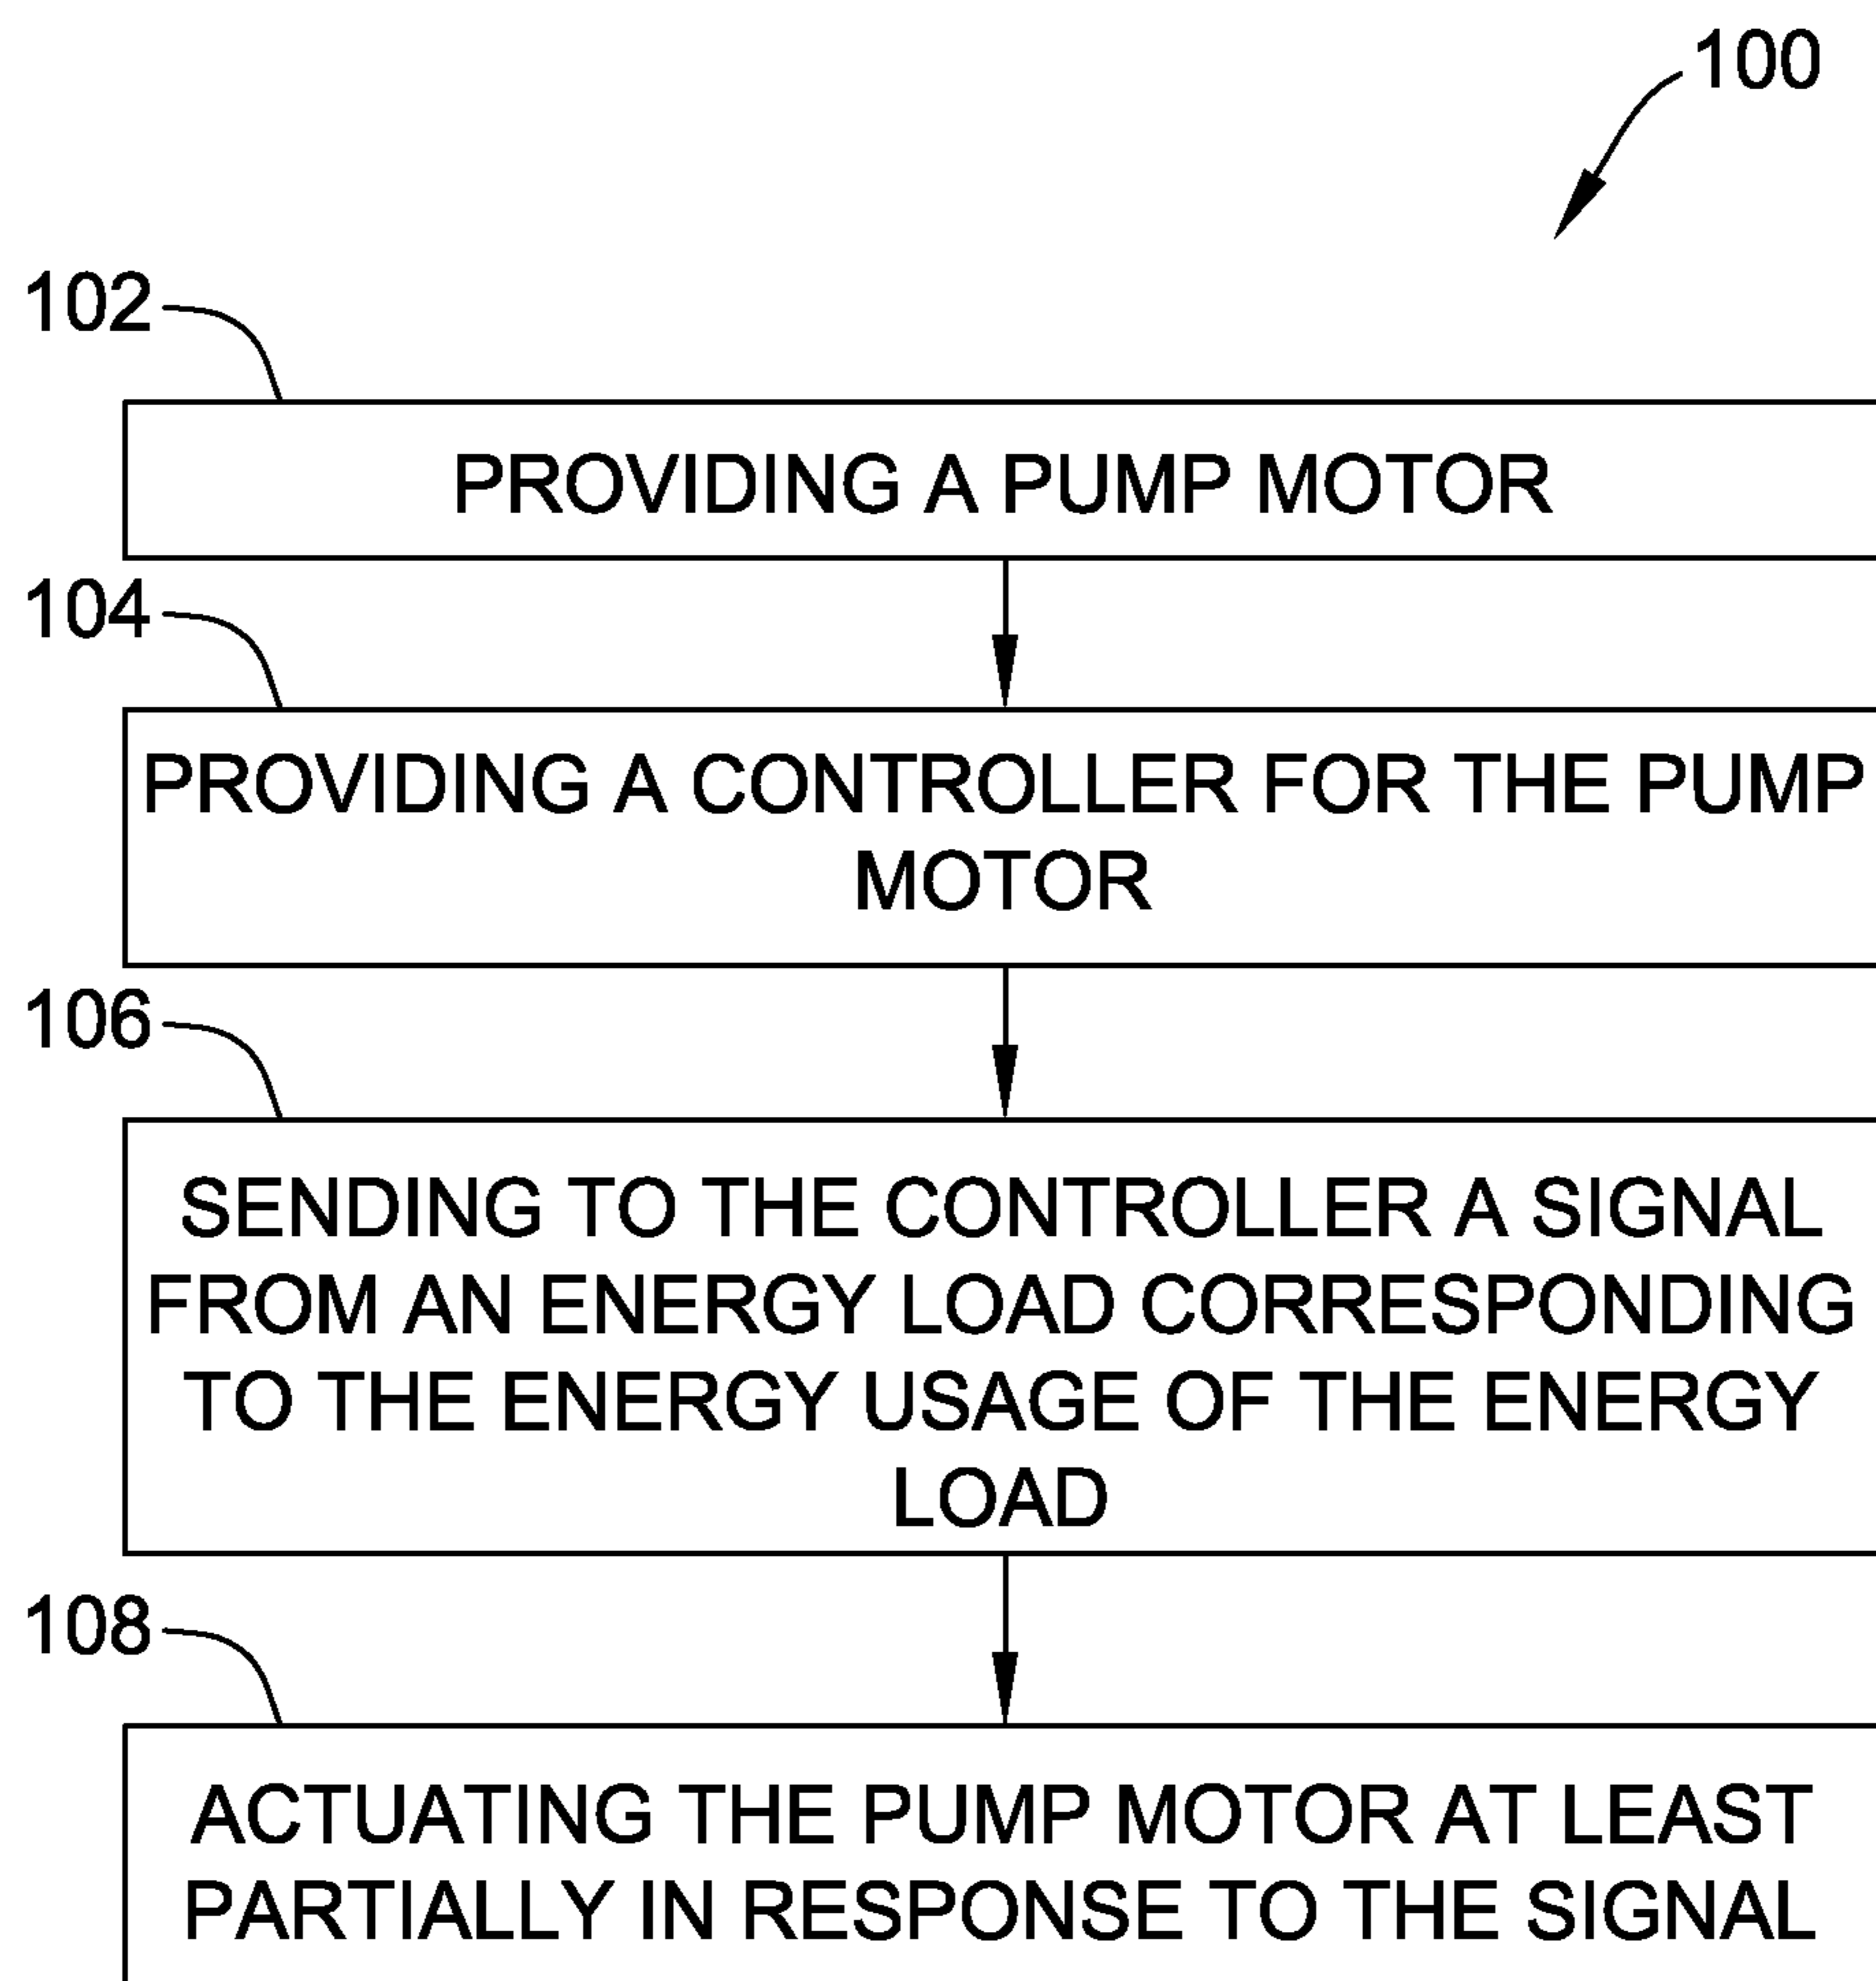 100
102
PROVIDING A PUMP MOTOR
104
PROVIDING A CONTROLLER FOR THE PUMP
MOTOR
106
SENDING TO THE CONTROLLER A SIGNAL
FROM AN ENERGY LOAD CORRESPONDING
TO THE ENERGY USAGE OF THE ENERGY
LOAD
108
ACTUATING THE PUMP MOTOR AT LEAST
PARTIALLY IN RESPONSE TO THE SIGNAL